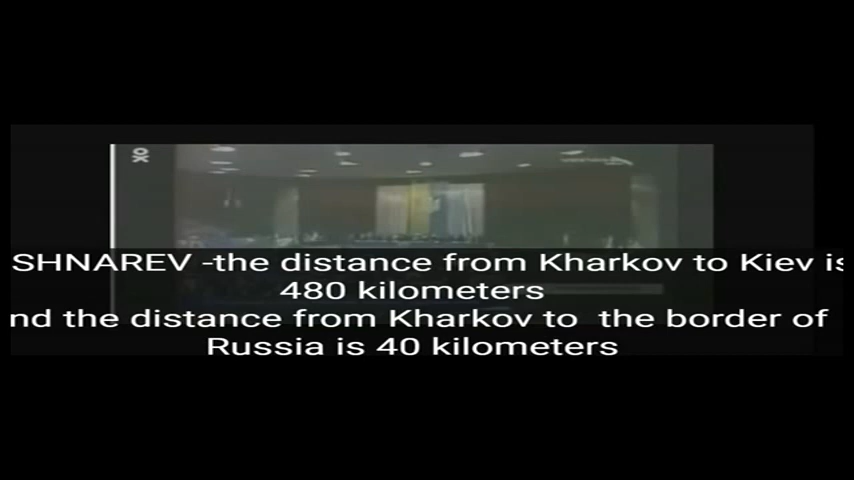 SHNAREV -the distance from Kharkov to Kiev is
480 kilometers
nd the distance from Kharkov to the border of
Russia is 40 kilometers